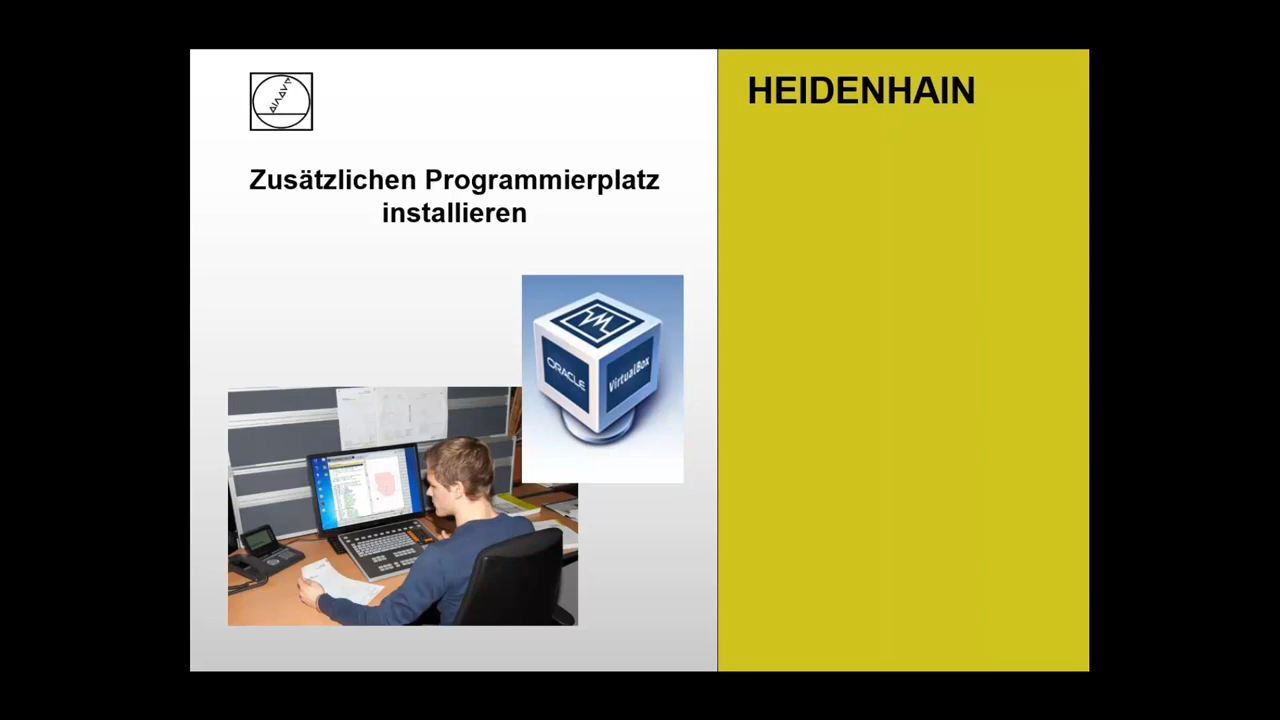 HEIDENHAIN
Zusätzlichen Programmierplatz
installieren
ORACLE
VirtualBox